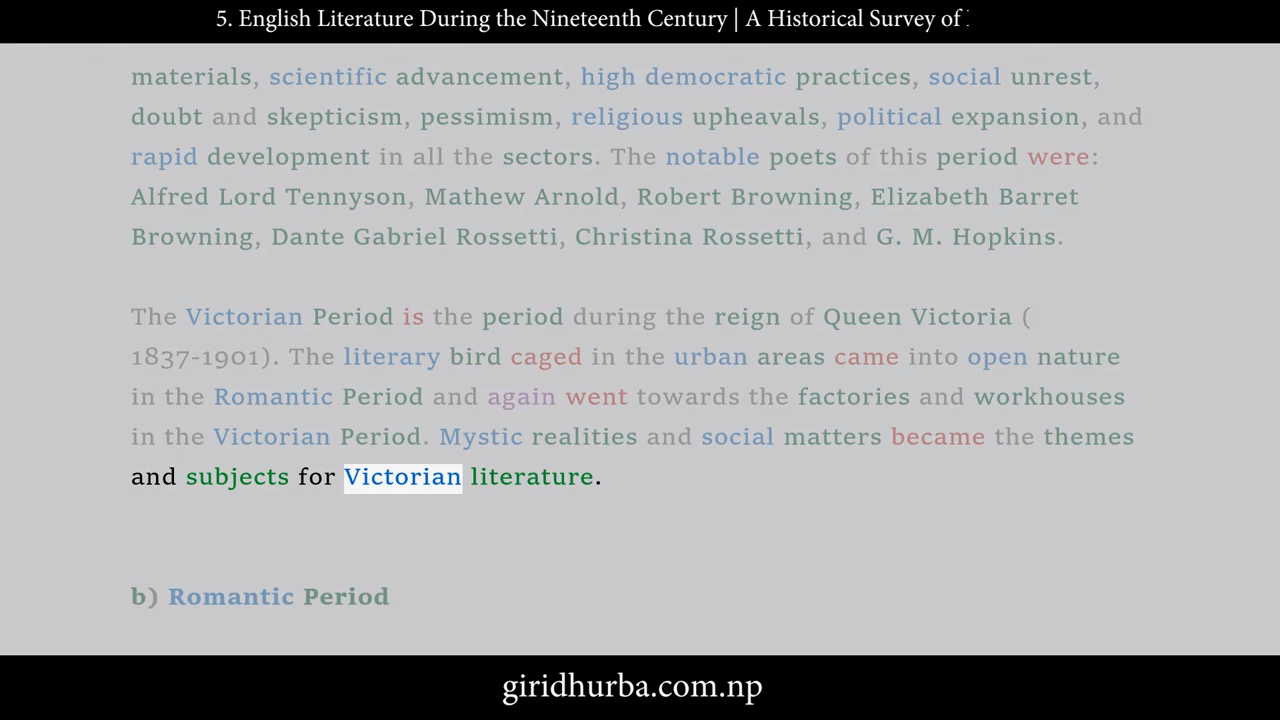 5. English Literature During the Nineteenth Century | A Historical Survey of
materials, scientific advancement, high democratic practices, social unrest,
doubt and skepticism, pessimism, religious upheavals, political expansion, and
rapid development in all the sectors. The notable poets of this period were:
Alfred Lord Tennyson, Mathew Arnold, Robert Browning, Elizabeth Barret
Browning, Dante Gabriel Rossetti, Christina Rossetti, and G. M. Hopkins.
The Victorian Period is the period during the reign of Queen Victoria (
1837-1901). The literary bird caged in the urban areas came into open nature
in the Romantic Period and again went towards the factories and workhouses
in the Victorian Period. Mystic realities and social matters became the themes
and subjects for Victorian literature.
b) Romantic Period
giridhurba.com.np